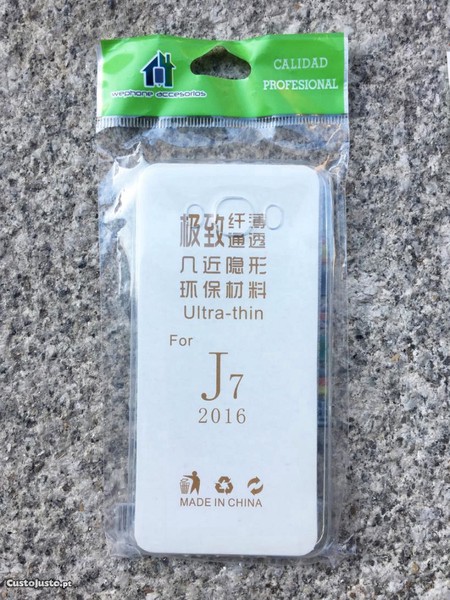 CALIDAD
PROFESIONAL
wephone accesorios
极致 纤薄
通透
几近隐形
环保材料
Ultra-thin
For
J7
2016
MADE IN CHINA
CustoJusto.pt